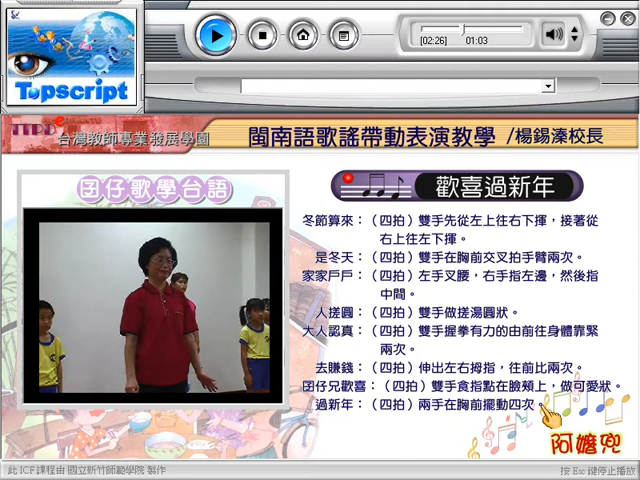 Topscript
[02:26]
01:03
TTPD e
台灣教師專業發展學園
閩南語歌謠帶動表演教學 /楊錫溱校長
囝仔歌學台語
歡喜過新年
冬節算來：（四拍）雙手先從左上往右下揮，接著從
右上往左下揮。
是冬天：（四拍）雙手在胸前交叉拍手臂兩次。
家家戶戶：（四拍）左手叉腰，右手指左邊，然後指
中間。
人搓圓：（四拍）雙手做搓湯圓狀。
大人認真：（四拍）雙手握拳有力的由前往身體靠緊
兩次。
去賺錢：（四拍）伸出左右拇指，往前比兩次。
囝仔兄歡喜：（四拍）雙手食指點在臉頰上，做可愛狀。
過新年：（四拍）兩手在胸前擺動四次。
阿嬤兜
此 ICF 課程由 國立新竹師範學院 製作
按 Esc 鍵停止播放